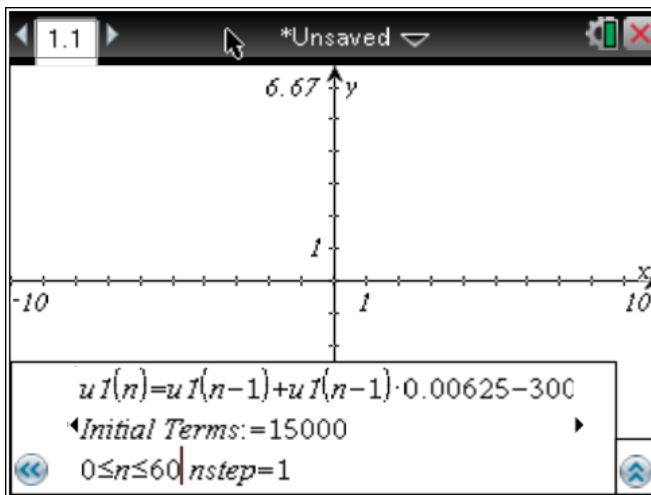 1.1 *Unsaved
6.67 y
1
x
-10 1 10
u1(n)=u1(n−1)+u1(n−1)·0.00625−300
Initial Terms:=15000
0≤n≤60 nstep=1